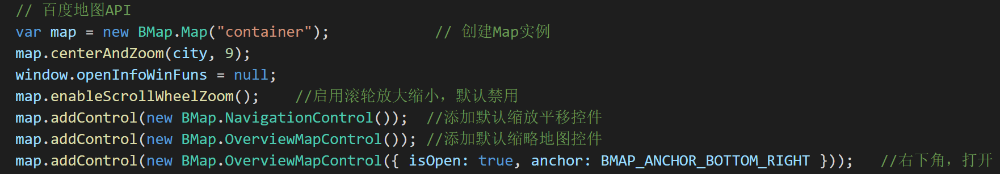 // 百度地图API
var map = new BMap.Map("container");            // 创建Map实例
map.centerAndZoom(city, 9);
window.openInfoWinFuns = null;
map.enableScrollWheelZoom();    //启用滚轮放大缩小，默认禁用
map.addControl(new BMap.NavigationControl());  //添加默认缩放平移控件
map.addControl(new BMap.OverviewMapControl()); //添加默认缩略地图控件
map.addControl(new BMap.OverviewMapControl({ isOpen: true, anchor: BMAP_ANCHOR_BOTTOM_RIGHT }));   //右下角，打开